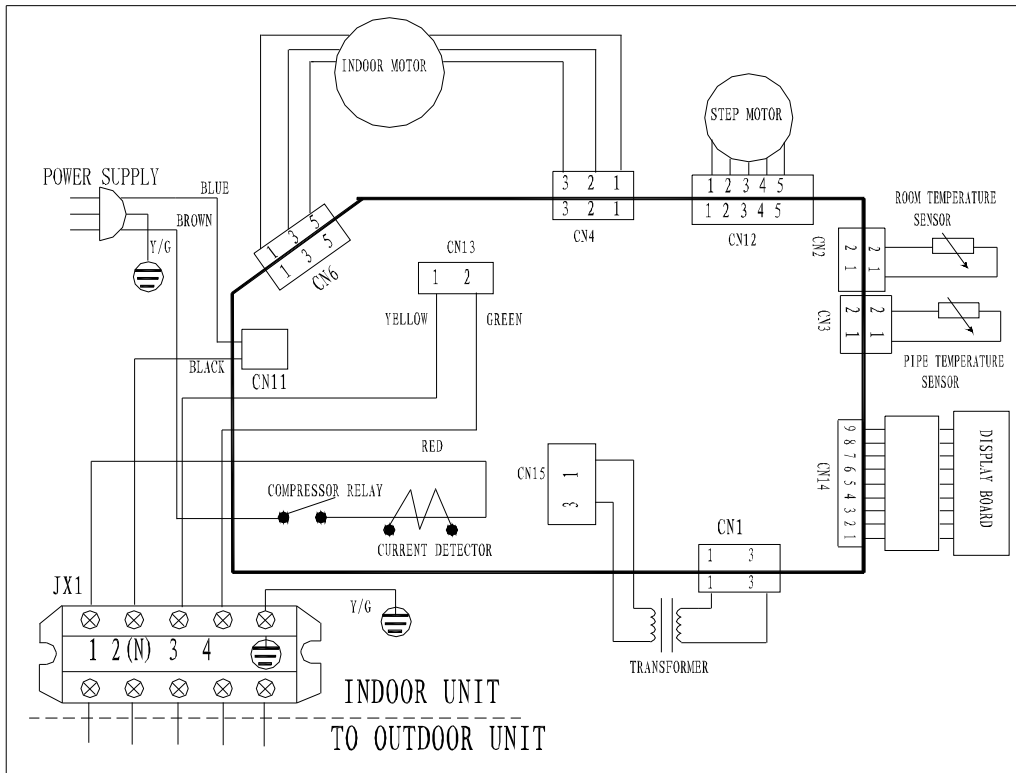 INDOOR MOTOR
STEP MOTOR
POWER SUPPLY
BLUE
BROWN
Y/G
1 3 5
1 3 5
CN6
3 2 1
3 2 1
CN4
1 2 3 4 5
1 2 3 4 5
CN12
ROOM TEMPERATURE
SENSOR
CN2
2 2
1 1
CN13
1 2
YELLOW
GREEN
CN3
2 2
1 1
PIPE TEMPERATURE
SENSOR
BLACK
CN11
RED
COMPRESSOR RELAY
CURRENT DETECTOR
CN15
1
3
CN14
9 8 7 6 5 4 3 2 1
DISPLAY BOARD
CN1
1 3
1 3
TRANSFORMER
JX1
Y/G
1 2(N) 3 4
INDOOR UNIT
TO OUTDOOR UNIT